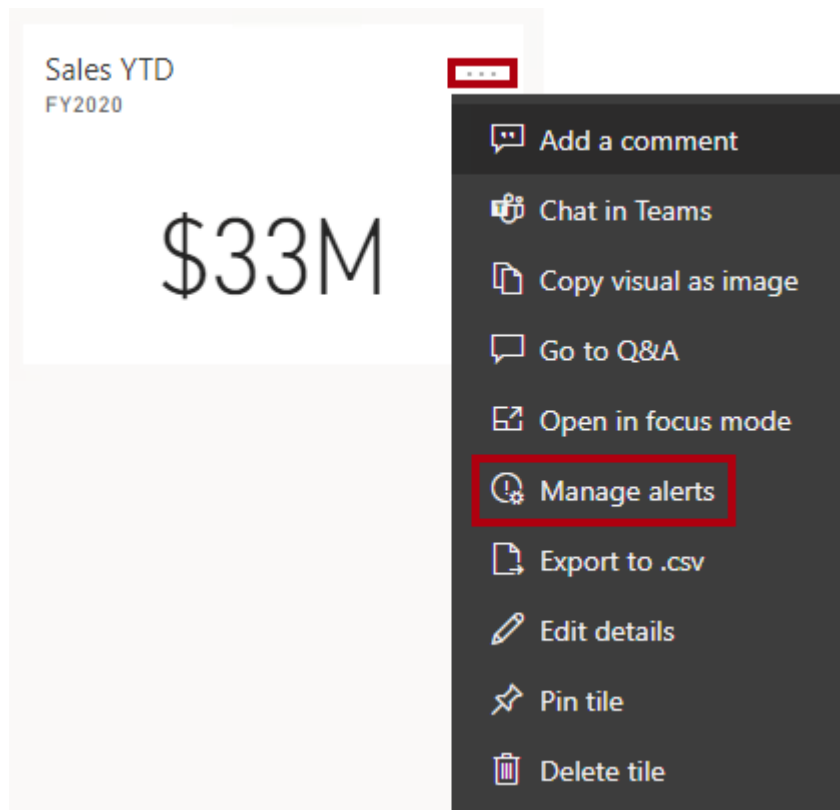 Sales YTD
...
FY2020
$33M
Add a comment
Chat in Teams
Copy visual as image
Go to Q&A
Open in focus mode
Manage alerts
Export to .csv
Edit details
Pin tile
Delete tile